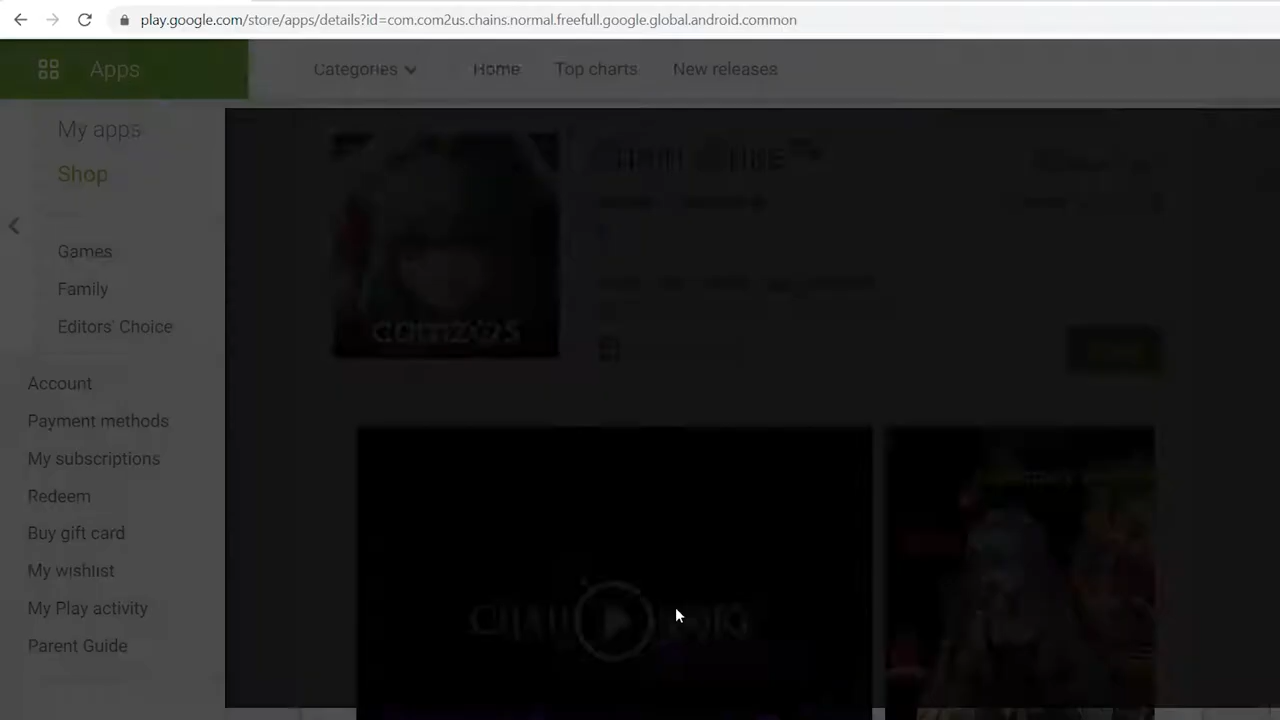 play.google.com/store/apps/details?id=com.com2us.chains.normal.freefull.google.global.android.common
Apps
Categories
Home
Top charts
New releases
My apps
Shop
Games
Family
Editors' Choice
Account
Payment methods
My subscriptions
Redeem
Buy gift card
My wishlist
My Play activity
Parent Guide
com2us